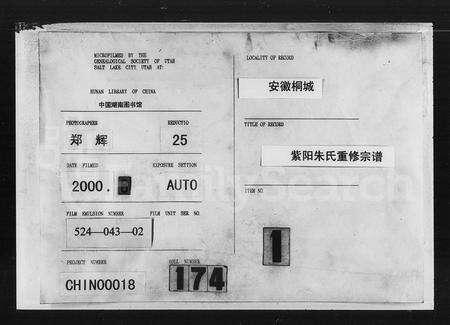 MICROFILMED BY THE
GENEALOGICAL SOCIETY OF UTAH
SALT LAKE CITY, UTAH AT:
HUNAN LIBRARY OF CHINA
中国湖南图书馆
PHOTOGRAPHER
REDUCTIO
郑 辉
25
DATE FILMED
EXPOSURE SETTION
2000.
AUTO
FILM EMULSION NUMBER
FILM UNIT SER NO.
524—043—02
PROJECT NUMBER
ROLL NUMBER
CHIN00018
174
LOCALITY OF RECORD
安徽桐城
TITLE OF RECORD
紫阳朱氏重修宗谱
ITEM NO
1